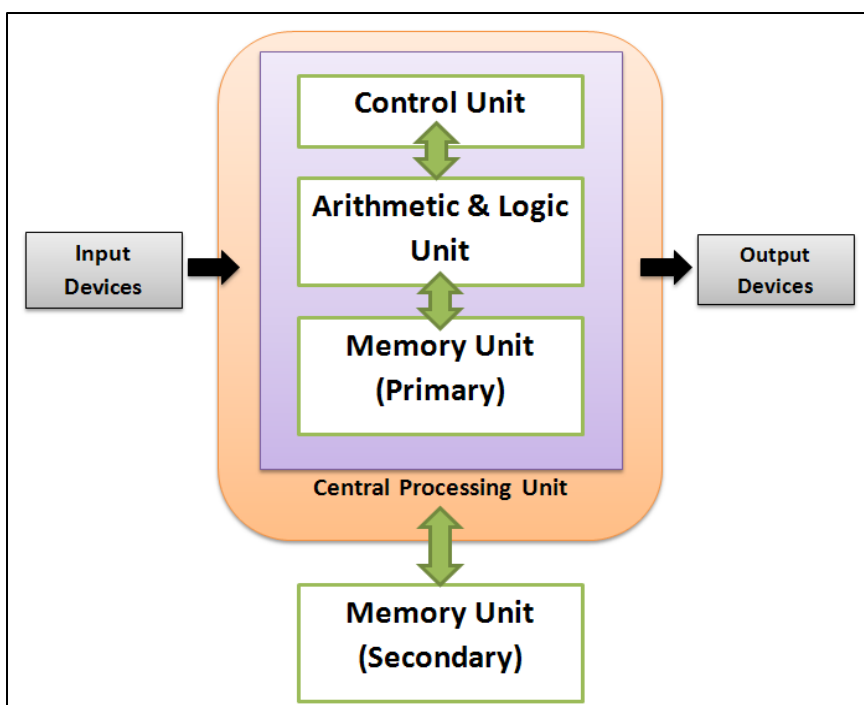 Control Unit
Arithmetic & Logic
Unit
Input
Devices
Output
Devices
Memory Unit
(Primary)
Central Processing Unit
Memory Unit
(Secondary)